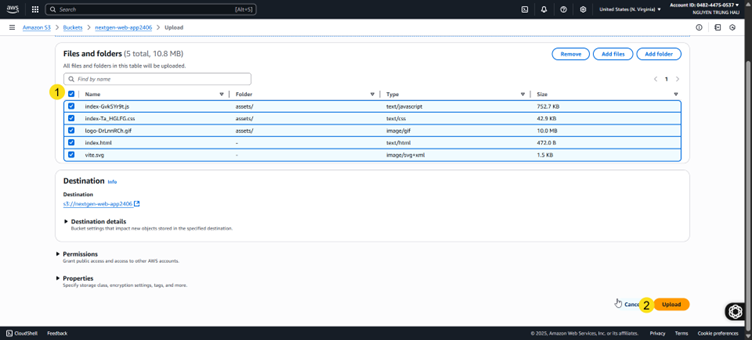 aws
Search [Alt+S]
United States (N. Virginia)
Account ID: 0482-4475-0537
NGUYEN TRUNG HAU
Amazon S3 > Buckets > nextgen-web-app2406 > Upload
Files and folders (5 total, 10.8 MB)
Remove Add files Add folder
All files and folders in this table will be uploaded.
Find by name
1
1
Name Folder Type Size
index-GvkSYr9t.js assets/ text/javascript 752.7 KB
index-Ta_HGLFG.css assets/ text/css 42.9 KB
logo-DrLnnRCh.gif assets/ image/gif 10.0 MB
index.html - text/html 472.0 B
vite.svg - image/svg+xml 1.5 KB
Destination Info
Destination
s3://nextgen-web-app2406
Destination details
Bucket settings that impact new objects stored in the specified destination.
Permissions
Grant public access and access to other AWS accounts.
Properties
Specify storage class, encryption settings, tags, and more.
Cancel 2 Upload
CloudShell Feedback © 2025, Amazon Web Services, Inc. or its affiliates. Privacy Terms Cookie preferences